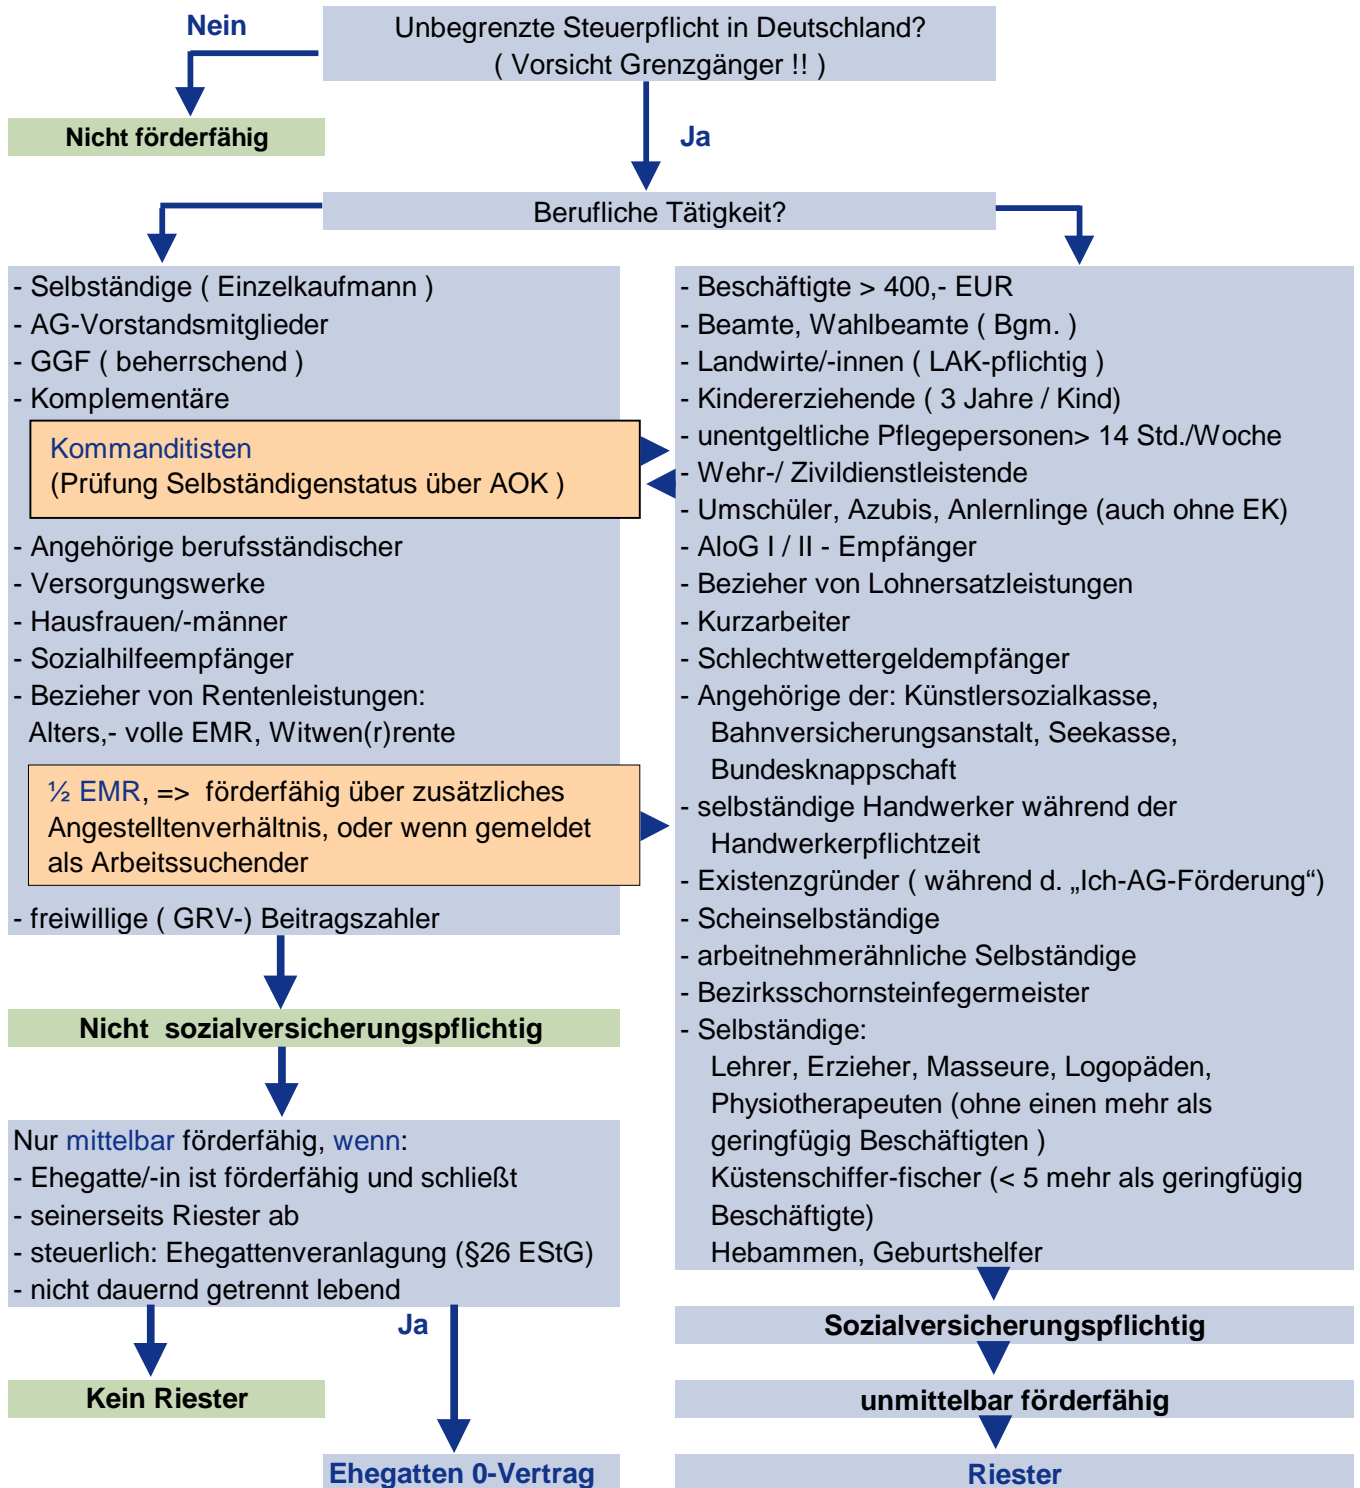 Nein
Unbegrenzte Steuerpflicht in Deutschland?
( Vorsicht Grenzgänger !! )
Nicht förderfähig
Ja
Berufliche Tätigkeit?
- Selbständige ( Einzelkaufmann )
- AG-Vorstandsmitglieder
- GGF ( beherrschend )
- Komplementäre
Kommanditisten
(Prüfung Selbständigenstatus über AOK )
- Angehörige berufsständischer
- Versorgungswerke
- Hausfrauen/-männer
- Sozialhilfeempfänger
- Bezieher von Rentenleistungen:
Alters,- volle EMR, Witwen(r)rente
½ EMR, => förderfähig über zusätzliches
Angestelltenverhältnis, oder wenn gemeldet
als Arbeitssuchender
- freiwillige ( GRV-) Beitragszahler
Nicht sozialversicherungspflichtig
Nur mittelbar förderfähig, wenn:
- Ehegatte/-in ist förderfähig und schließt
- seinerseits Riester ab
- steuerlich: Ehegattenveranlagung (§26 EStG)
- nicht dauernd getrennt lebend
Ja
Kein Riester
Ehegatten 0-Vertrag
- Beschäftigte > 400,- EUR
- Beamte, Wahlbeamte ( Bgm. )
- Landwirte/-innen ( LAK-pflichtig )
- Kindererziehende ( 3 Jahre / Kind)
- unentgeltliche Pflegepersonen> 14 Std./Woche
- Wehr-/ Zivildienstleistende
- Umschüler, Azubis, Anlernlinge (auch ohne EK)
- AloG I / II - Empfänger
- Bezieher von Lohnersatzleistungen
- Kurzarbeiter
- Schlechtwettergeldempfänger
- Angehörige der: Künstlersozialkasse,
Bahnversicherungsanstalt, Seekasse,
Bundesknappschaft
- selbständige Handwerker während der
Handwerkerpflichtzeit
- Existenzgründer ( während d. „Ich-AG-Förderung“)
- Scheinselbständige
- arbeitnehmerähnliche Selbständige
- Bezirksschornsteinfegermeister
- Selbständige:
Lehrer, Erzieher, Masseure, Logopäden,
Physiotherapeuten (ohne einen mehr als
geringfügig Beschäftigten )
Küstenschiffer-fischer (< 5 mehr als geringfügig
Beschäftigte)
Hebammen, Geburtshelfer
Sozialversicherungspflichtig
unmittelbar förderfähig
Riester